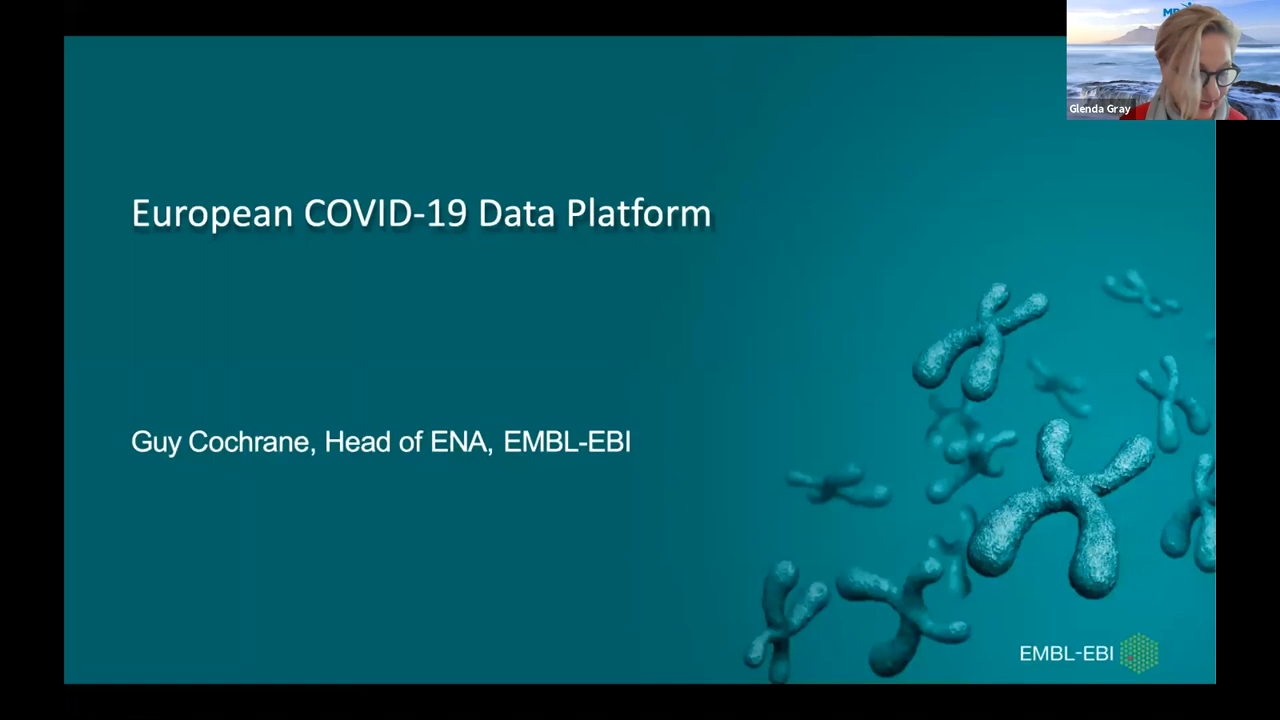 European COVID-19 Data Platform
Guy Cochrane, Head of ENA, EMBL-EBI
EMBL-EBI
Glenda Gray